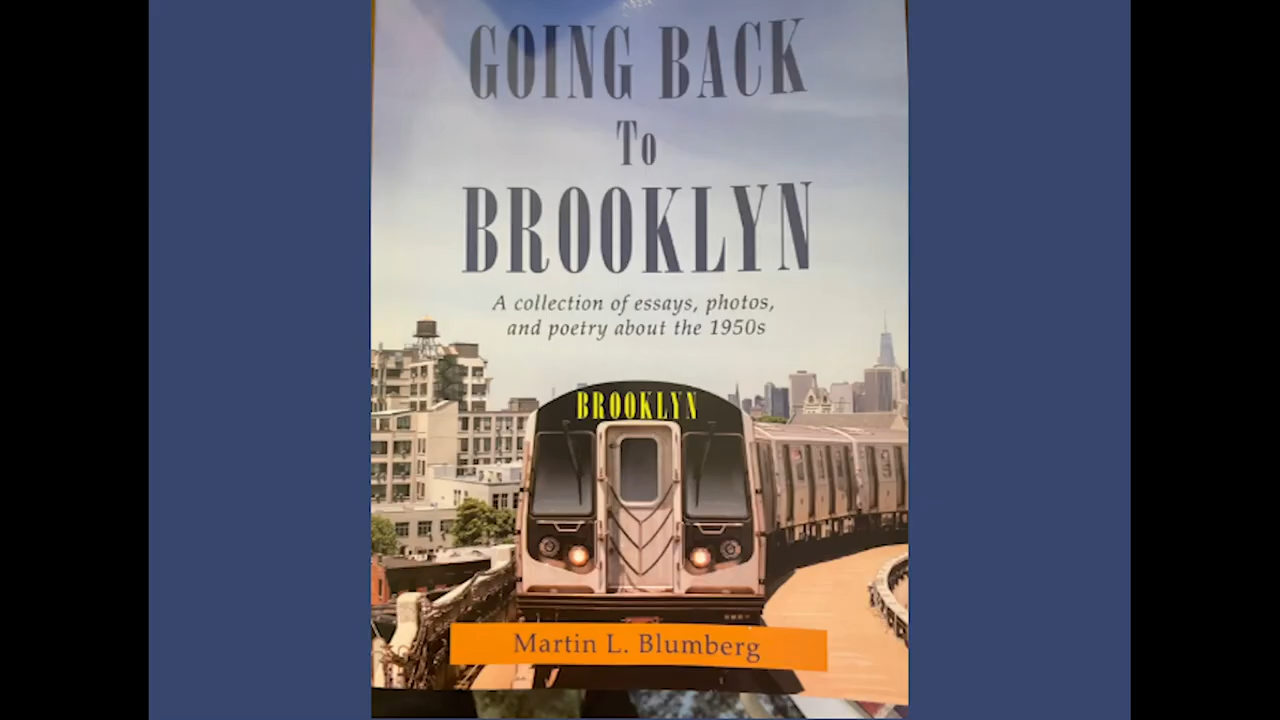 GOING BACK
To
BROOKLYN
A collection of essays, photos,
and poetry about the 1950s
BROOKLYN
Martin L. Blumberg